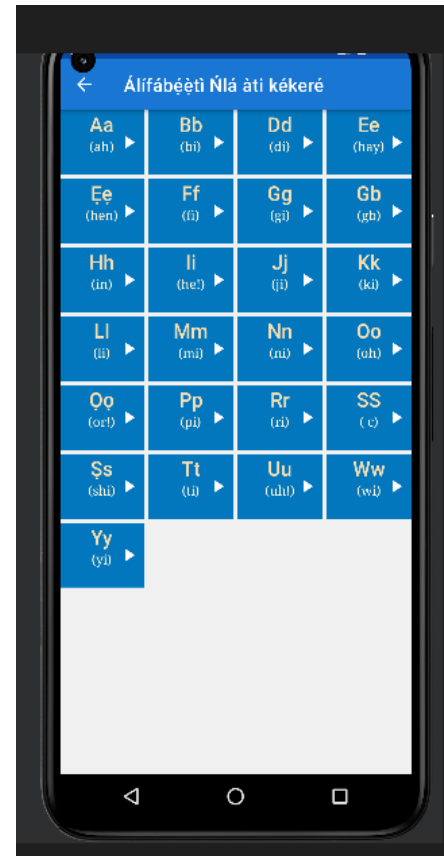 Álífábẹ́ẹ̀tì Ńlá àti kékeré
Aa Bb Dd Ee
(ah) (bi) (di) (hay)
Ẹẹ Ff Gg Gb
(hen) (fi) (gi) (gb)
Hh Ii Jj Kk
(in) (he!) (ji) (ki)
Ll Mm Nn Oo
(li) (mi) (ni) (oh)
Ọọ Pp Rr SS
(or!) (pi) (ri) ( c)
Ṣs Tt Uu Ww
(shi) (ti) (uh!) (wi)
Yy
(yi)